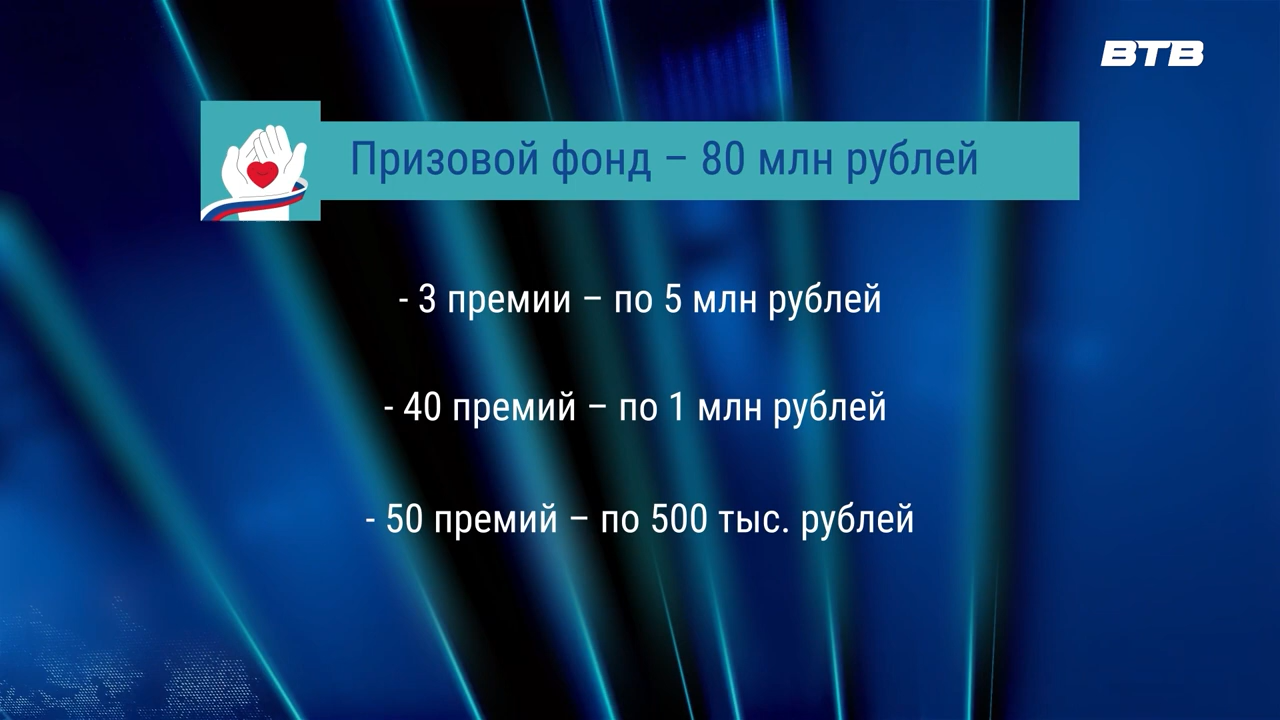 ВТВ
Призовой фонд – 80 млн рублей
- 3 премии – по 5 млн рублей
- 40 премий – по 1 млн рублей
- 50 премий – по 500 тыс. рублей